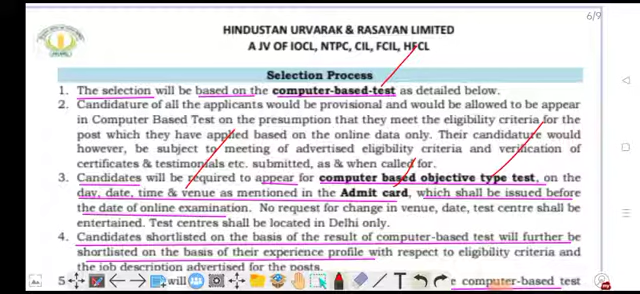 6/9
HINDUSTAN URVARAK & RASAYAN LIMITED
A JV OF IOCL, NTPC, CIL, FCIL, HFCL
Selection Process
1. The selection will be based on the computer-based-test as detailed below.
2. Candidature of all the applicants would be provisional and would be allowed to be appear
in Computer Based Test on the presumption that they meet the eligibility criteria for the
post which they have applied based on the online data only. Their candidature would
however, be subject to meeting of advertised eligibility criteria and verification of
certificates & testimonials etc. submitted, as & when called for.
3. Candidates will be required to appear for computer based objective type test, on the
day, date, time & venue as mentioned in the Admit card, which shall be issued before
the date of online examination. No request for change in venue, date, test centre shall be
entertained. Test centres shall be located in Delhi only.
4. Candidates shortlisted on the basis of the result of computer-based test will further be
shortlisted on the basis of their experience profile with respect to eligibility criteria and
the job description advertised for the posts.
5 will computer-based test